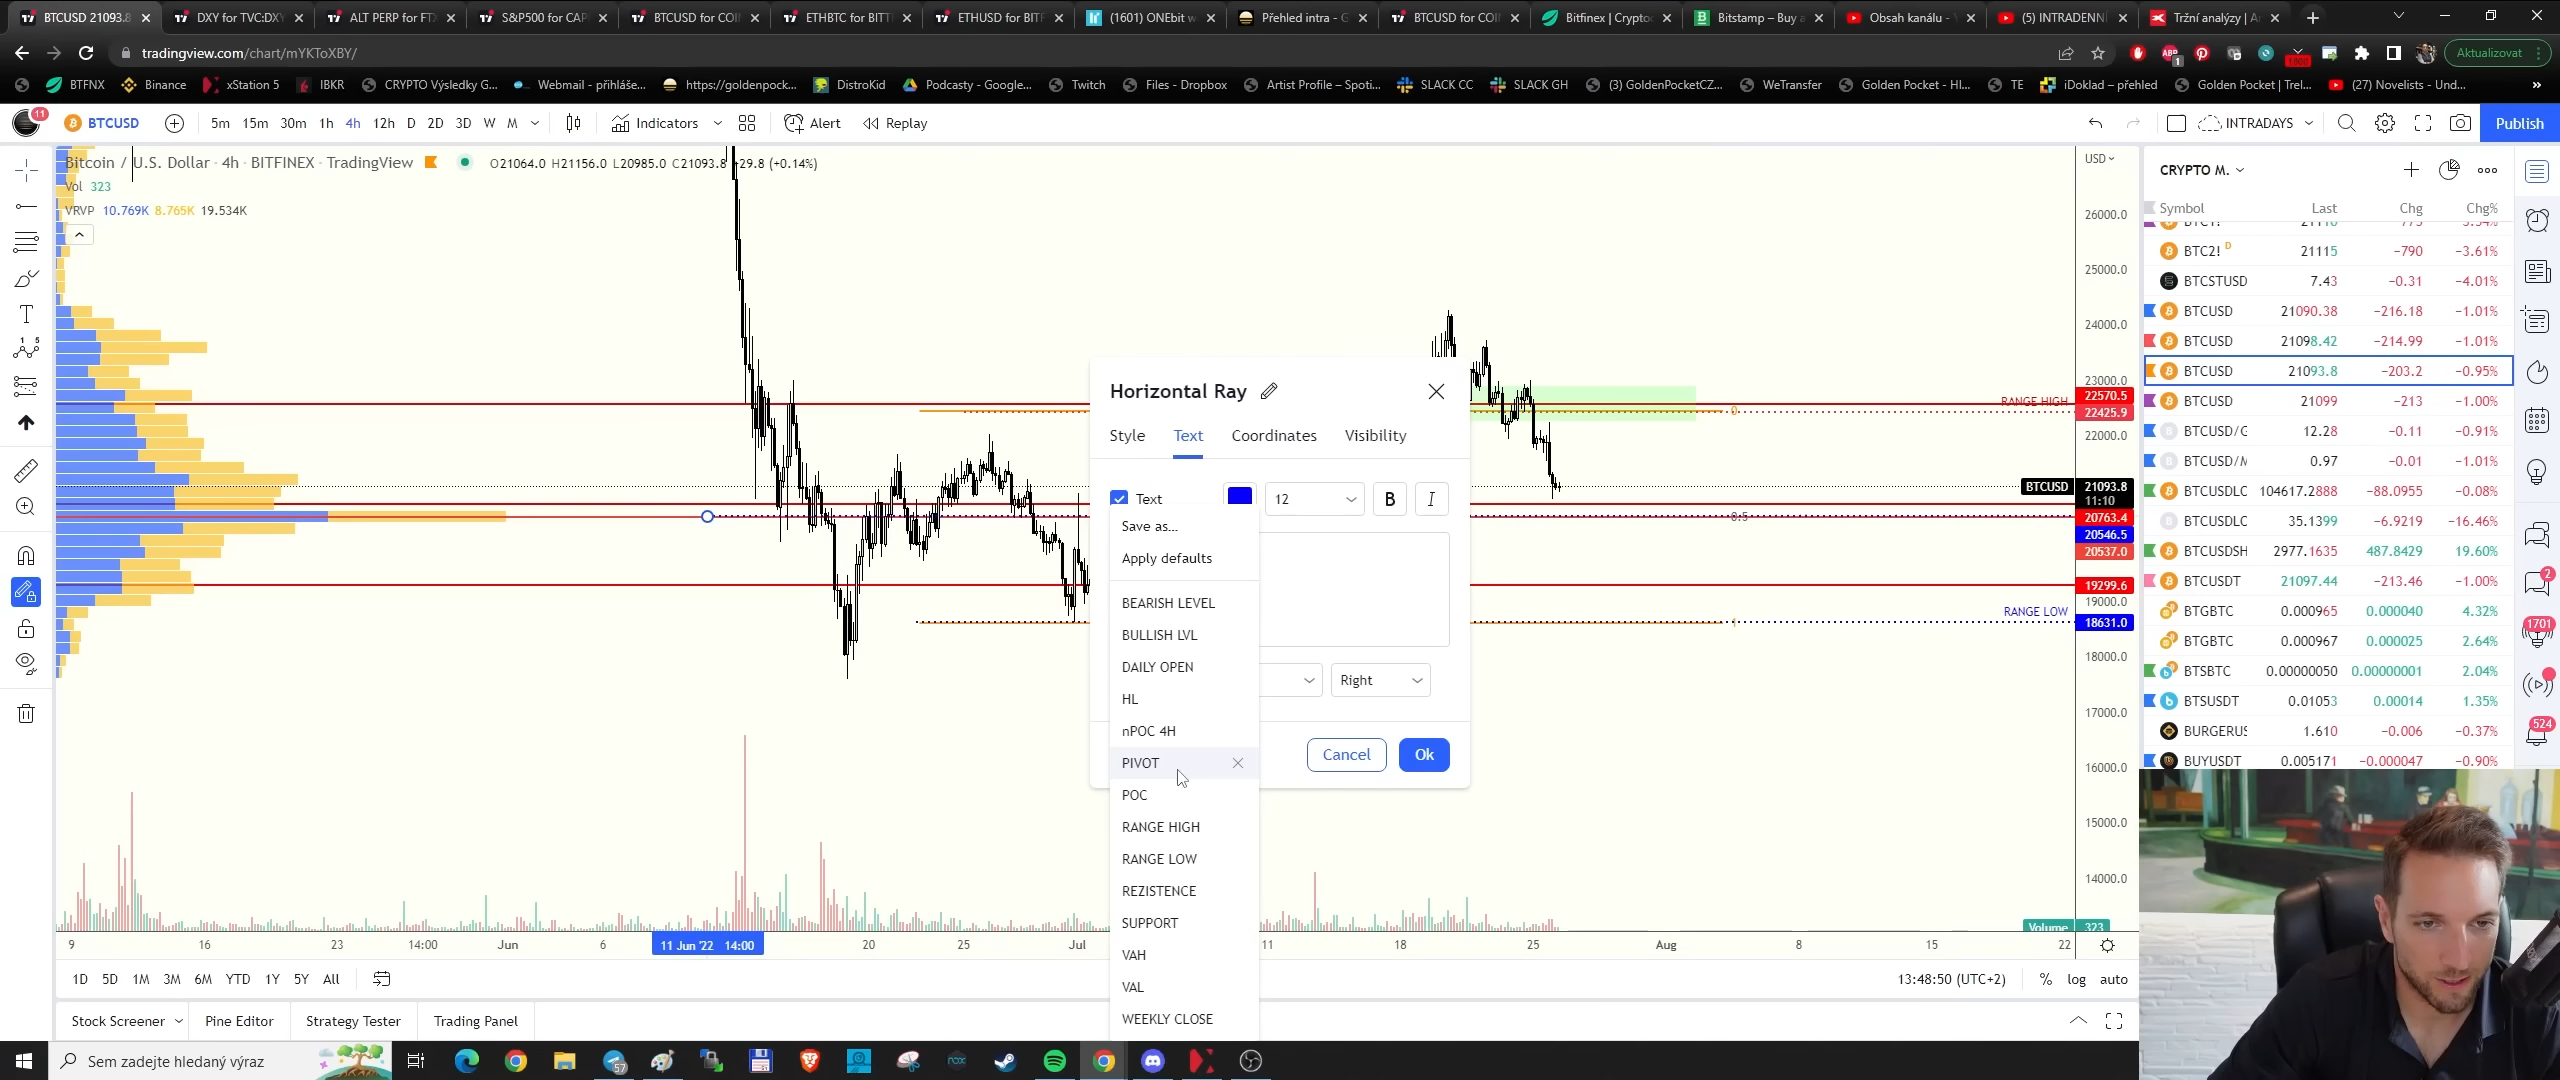 BTCUSD 21093.8
DXY for TVC:DXY
ALT PERP for FT
S&P500 for CAP
BTCUSD for COI
ETHBTC for BIT
ETHUSD for BIT
(1601) ONEbit
Přehled intra - G
BTCUSD for COI
Bitfinex | Crypto
Bitstamp – Buy a
Obsah kanálu -
(5) INTRADENN
Tržní analýzy |
tradingview.com/chart/mYKToXBY/
Aktualizovat
BTFNX
Binance
xStation 5
IBKR
CRYPTO Výsledky G...
Webmail - přihláše...
https://goldenpock...
DistroKid
Podcasty - Google...
Twitch
Files - Dropbox
Artist Profile – Spoti...
SLACK CC
SLACK GH
(3) GoldenPocketCZ...
WeTransfer
Golden Pocket - HI...
TE
iDoklad – přehled
Golden Pocket | Trel...
(27) Novelists - Und...
»
11
BTCUSD
5m 15m 30m 1h 4h 12h D 2D 3D W M
Indicators
Alert
Replay
INTRADAYS
Publish
Bitcoin / U.S. Dollar · 4h · BITFINEX · TradingView
O21064.0 H21156.0 L20985.0 C21093.8 +29.8 (+0.14%)
Vol 323
VRVP 10.769K 8.765K 19.534K
USD
26000.0
25000.0
24000.0
23000.0
22570.5
22425.9
22000.0
BTCUSD 21093.8
11:10
20763.4
20546.5
20537.0
19299.6
19000.0
18631.0
18000.0
17000.0
16000.0
15000.0
14000.0
Volume 323
RANGE HIGH
0
0.5
RANGE LOW
1
Horizontal Ray
Style Text Coordinates Visibility
Text
12
B
I
Save as...
Apply defaults
BEARISH LEVEL
BULLISH LVL
DAILY OPEN
HL
nPOC 4H
PIVOT
POC
RANGE HIGH
RANGE LOW
REZISTENCE
SUPPORT
VAH
VAL
WEEKLY CLOSE
Right
Cancel
Ok
9 16 23 14:00 Jun 6 11 Jun '22 14:00 20 25 Jul 11 18 25 Aug 8 15 22
1D 5D 1M 3M 6M YTD 1Y 5Y All
13:48:50 (UTC+2)
% log auto
Stock Screener
Pine Editor
Strategy Tester
Trading Panel
CRYPTO M.
Symbol Last Chg Chg%
BTC2! D 21115 −790 −3.61%
BTCSTUSD 7.43 −0.31 −4.01%
BTCUSD 21090.38 −216.18 −1.01%
BTCUSD 21098.42 −214.99 −1.01%
BTCUSD 21093.8 −203.2 −0.95%
BTCUSD 21099 −213 −1.00%
BTCUSD/G 12.28 −0.11 −0.91%
BTCUSD/M 0.97 −0.01 −1.01%
BTCUSDLO 104617.2888 −88.0955 −0.08%
BTCUSDLO 35.1399 −6.9219 −16.46%
BTCUSDSH 2977.1635 487.8429 19.60%
BTCUSDT 21097.44 −213.46 −1.00%
BTGBTC 0.000965 0.000040 4.32%
BTGBTC 0.000967 0.000025 2.64%
BTSBTC 0.00000050 0.00000001 2.04%
BTSUSDT 0.01053 0.00014 1.35%
BURGERUS 1.610 −0.006 −0.37%
BUYUSDT 0.005171 −0.000047 −0.90%
2
1701
524
Sem zadejte hledaný výraz
57